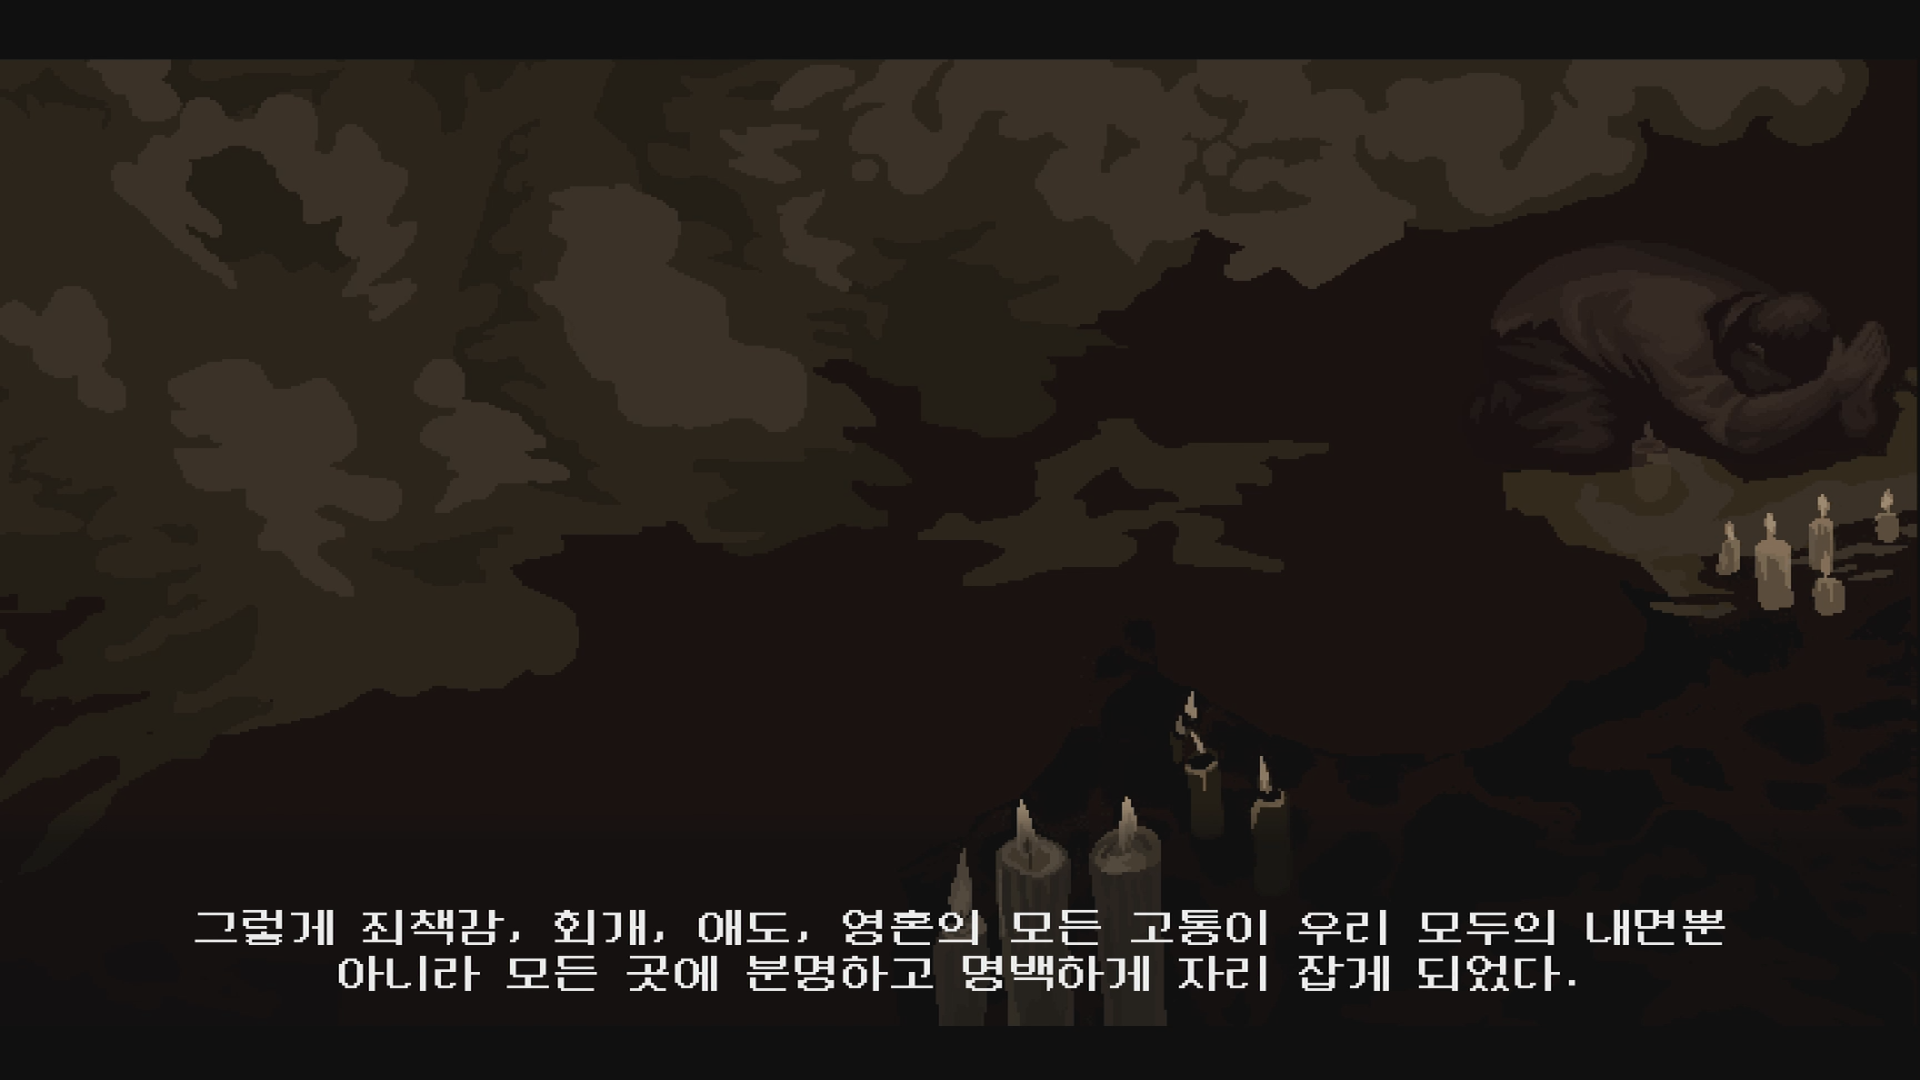 그렇게 죄책감, 회개, 애도, 영혼의 모든 고통이 우리 모두의 내면뿐
아니라 모든 곳에 분명하고 명백하게 자리 잡게 되었다.